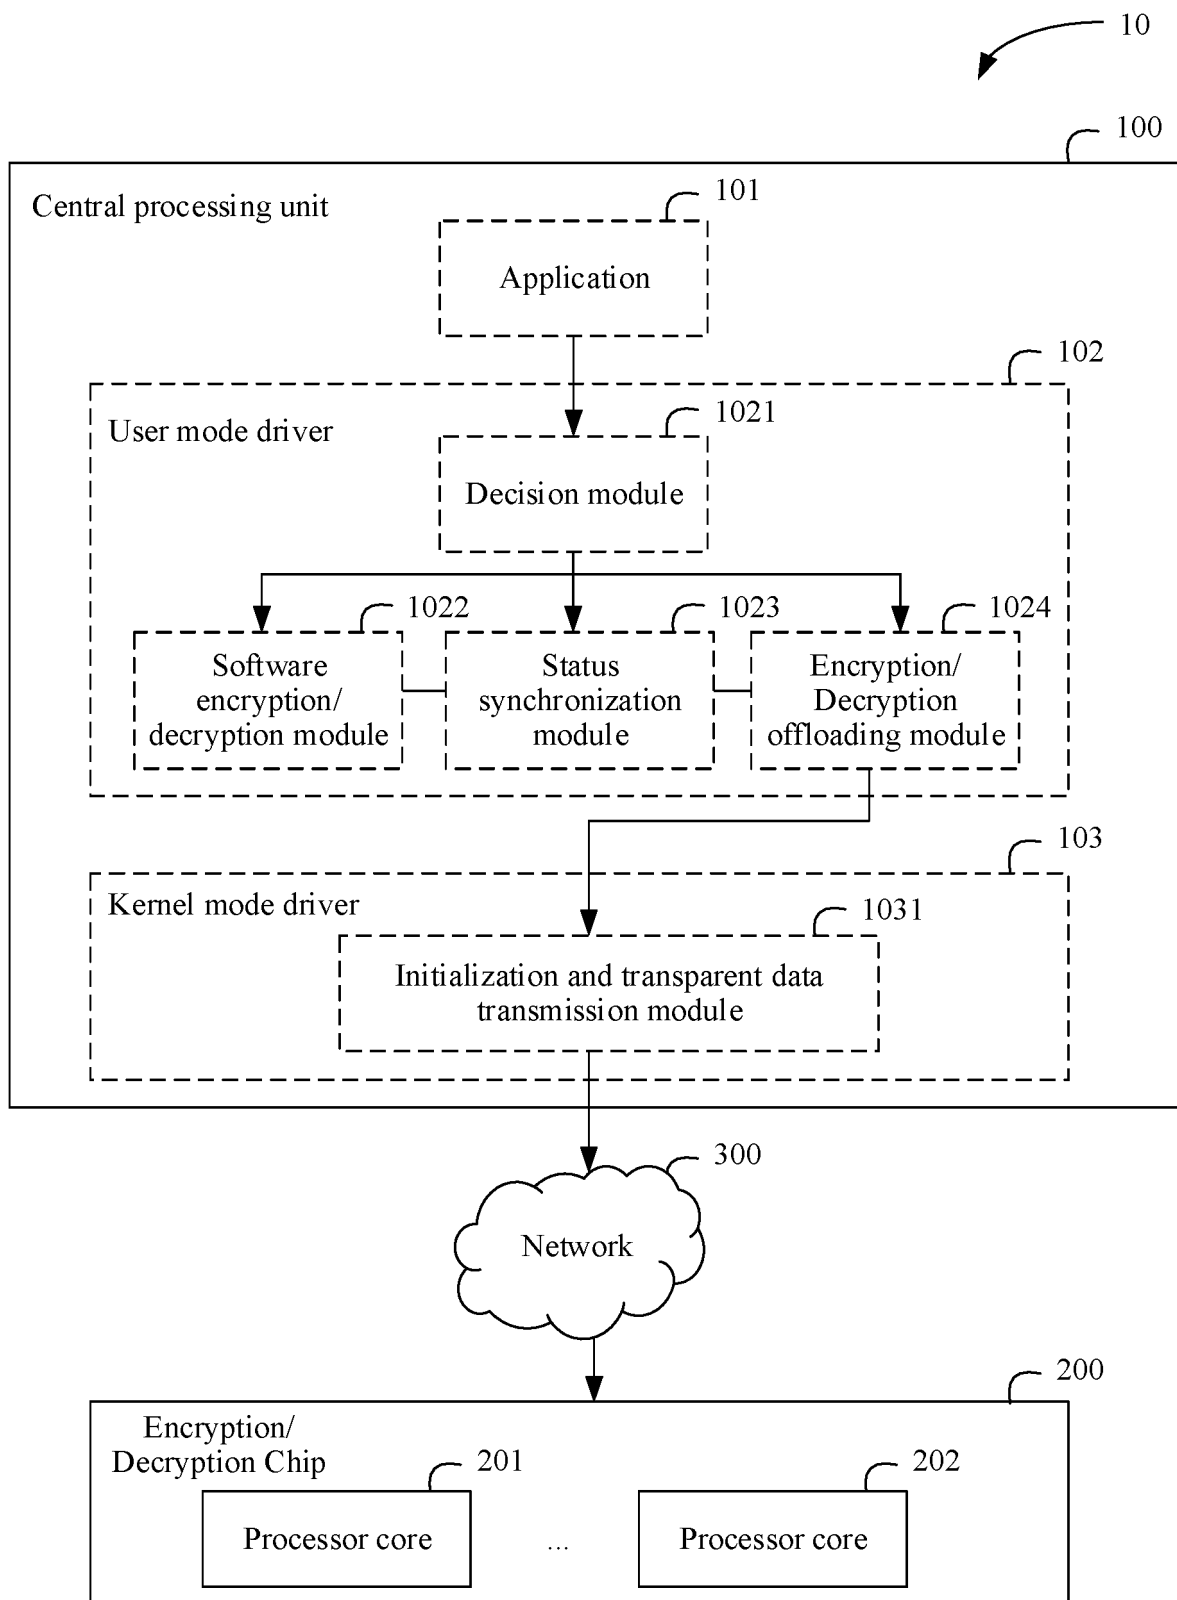 10
100
Central processing unit
101
Application
102
User mode driver
1021
Decision module
1022
1023
1024
Software
encryption/
decryption module
Status
synchronization
module
Encryption/
Decryption
offloading module
103
Kernel mode driver
1031
Initialization and transparent data
transmission module
300
Network
200
Encryption/
Decryption Chip
201
202
Processor core
...
Processor core